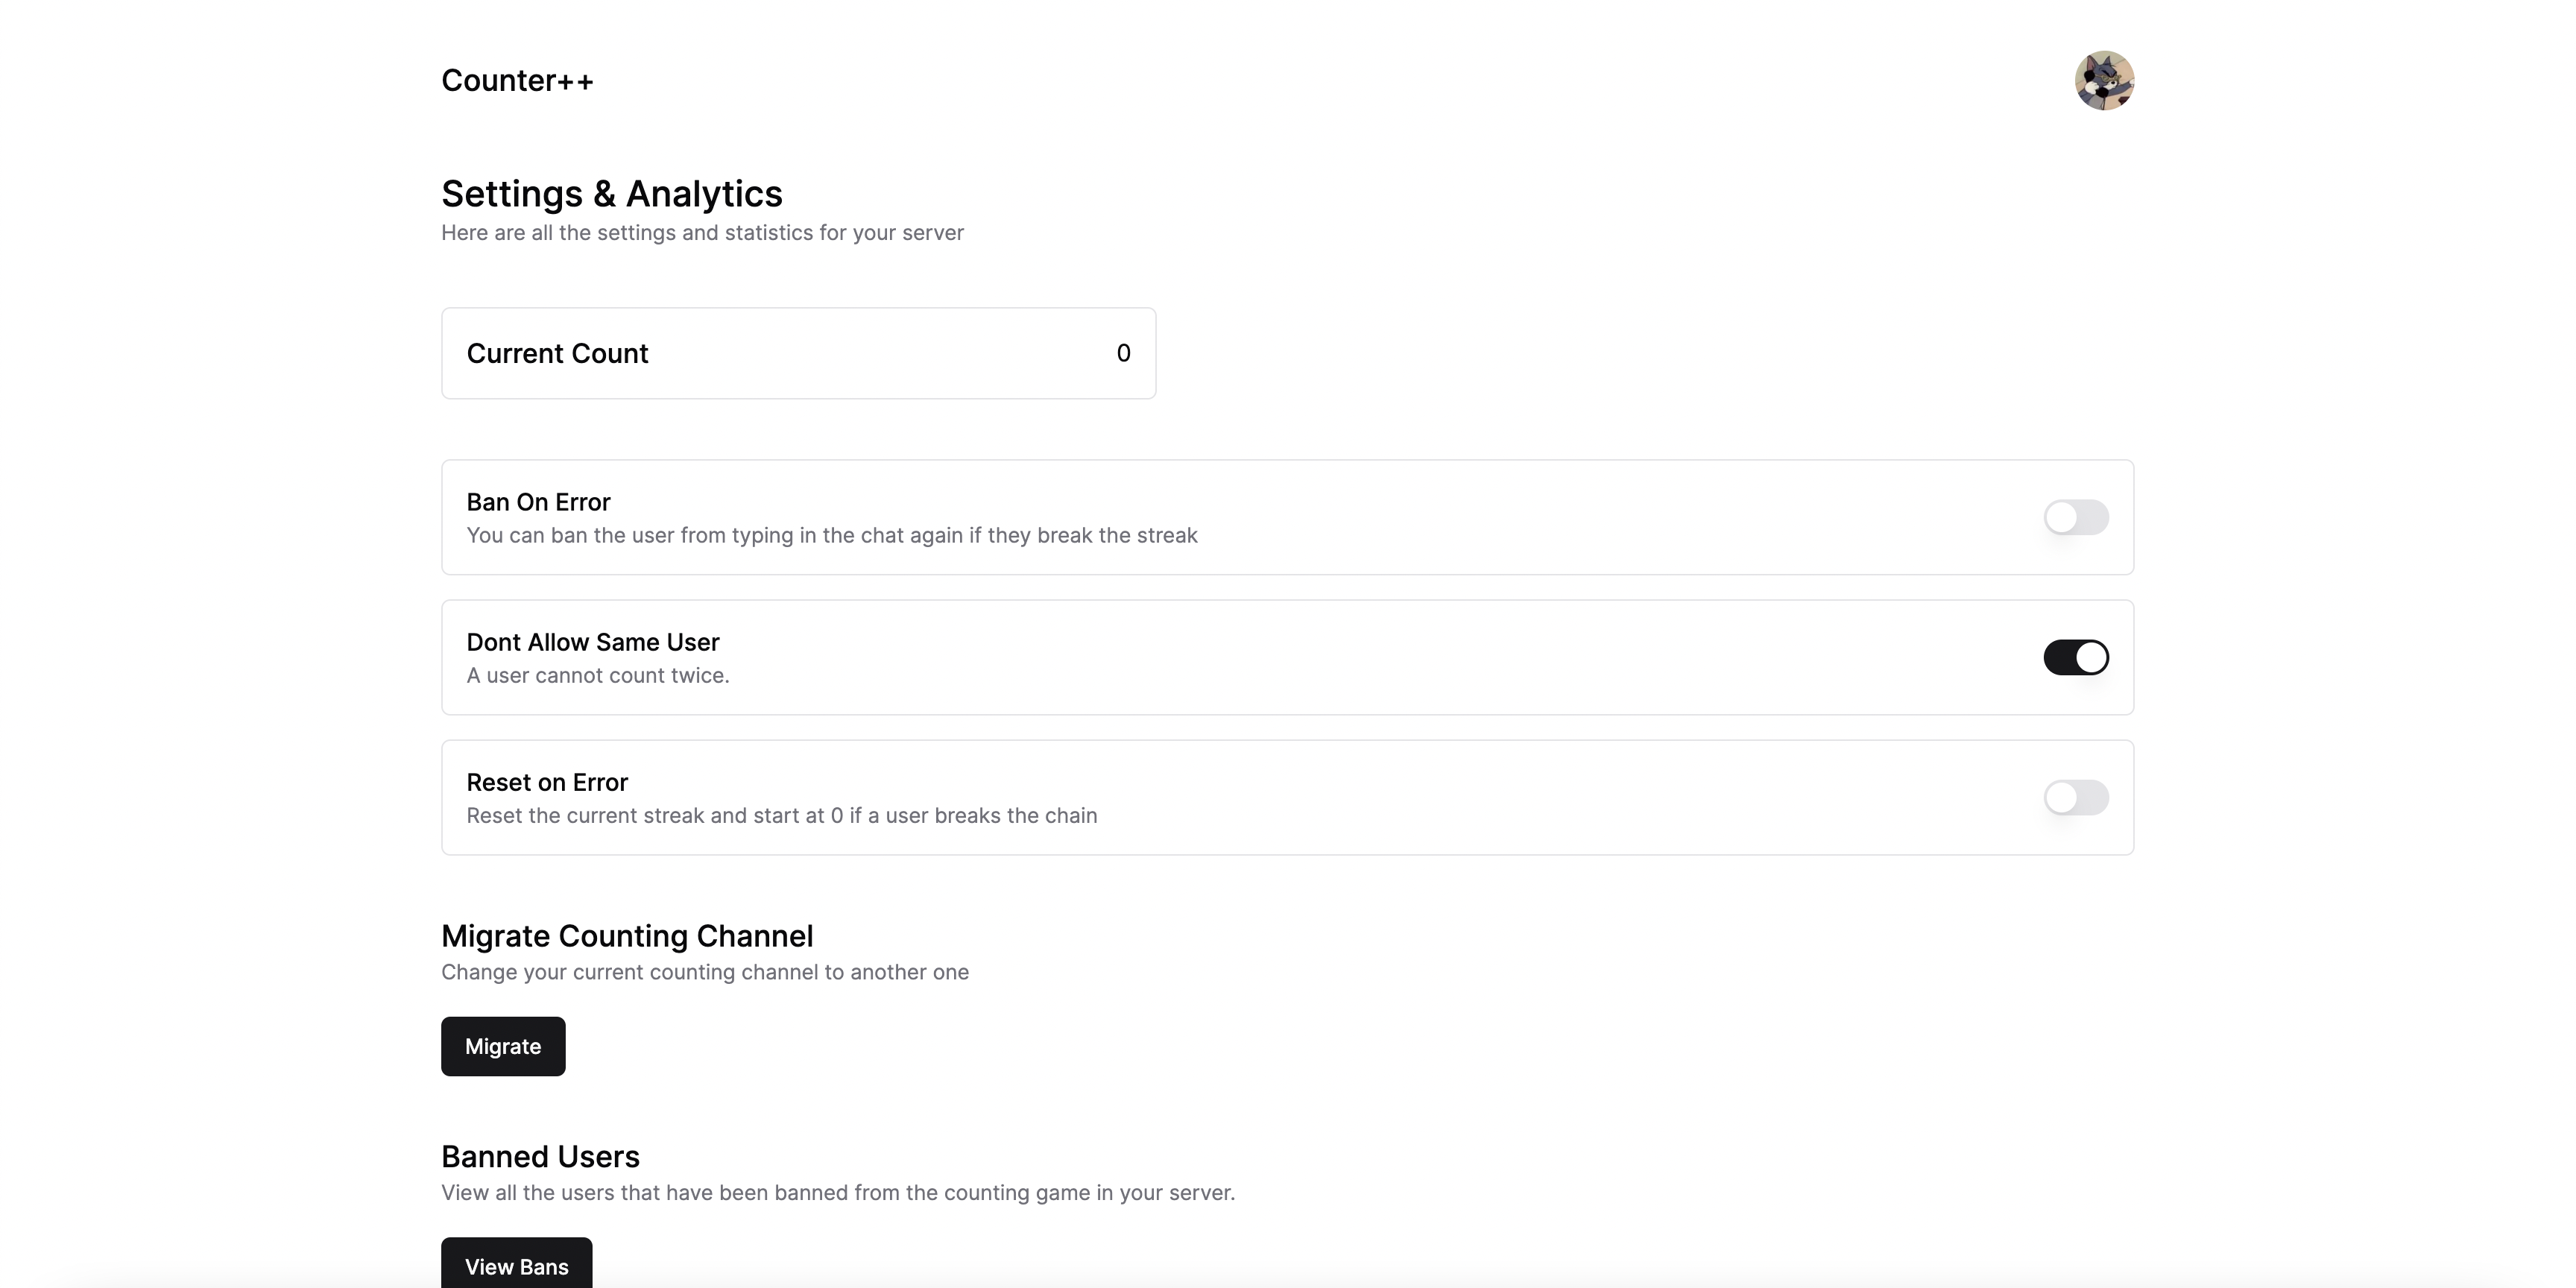 Counter++
Settings & Analytics
Here are all the settings and statistics for your server
Current Count 0
Ban On Error
You can ban the user from typing in the chat again if they break the streak
Dont Allow Same User
A user cannot count twice.
Reset on Error
Reset the current streak and start at 0 if a user breaks the chain
Migrate Counting Channel
Change your current counting channel to another one
Migrate
Banned Users
View all the users that have been banned from the counting game in your server.
View Bans